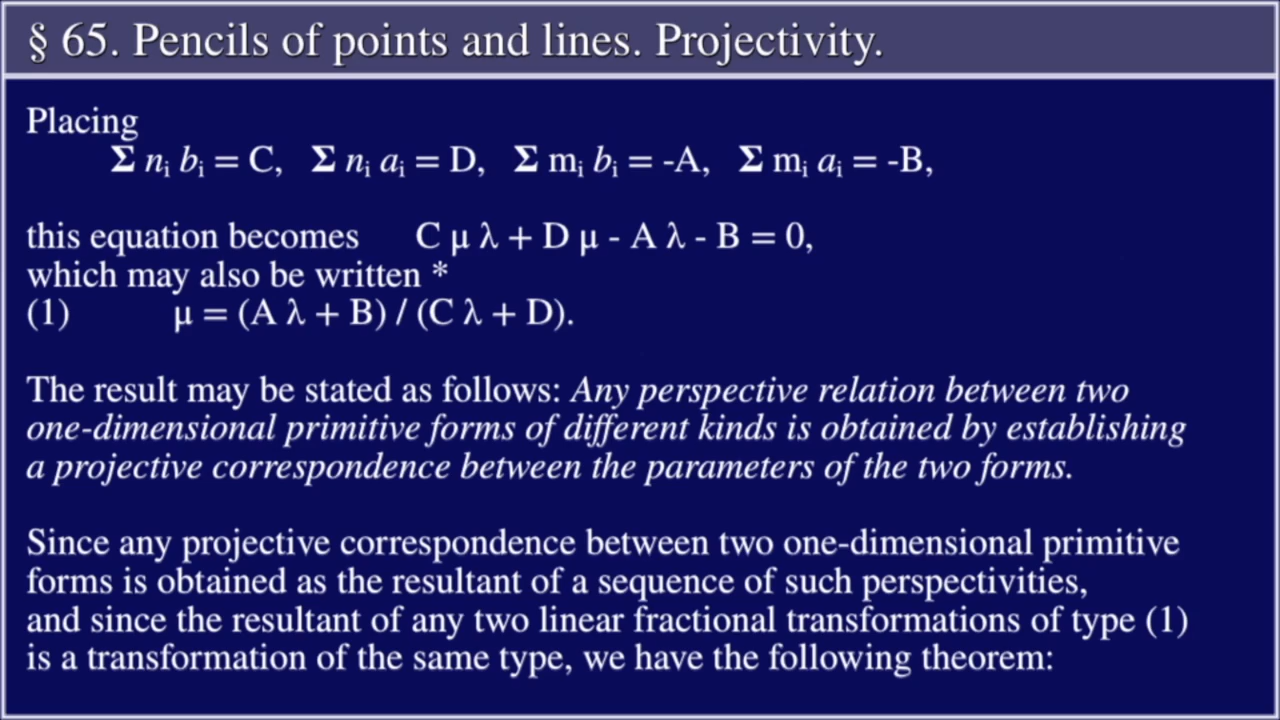 § 65. Pencils of points and lines. Projectivity.
Placing
Σ nᵢ bᵢ = C, Σ nᵢ aᵢ = D, Σ mᵢ bᵢ = -A, Σ mᵢ aᵢ = -B,
this equation becomes C μ λ + D μ - A λ - B = 0,
which may also be written *
(1) μ = (A λ + B) / (C λ + D).
The result may be stated as follows: Any perspective relation between two
one-dimensional primitive forms of different kinds is obtained by establishing
a projective correspondence between the parameters of the two forms.
Since any projective correspondence between two one-dimensional primitive
forms is obtained as the resultant of a sequence of such perspectivities,
and since the resultant of any two linear fractional transformations of type (1)
is a transformation of the same type, we have the following theorem: